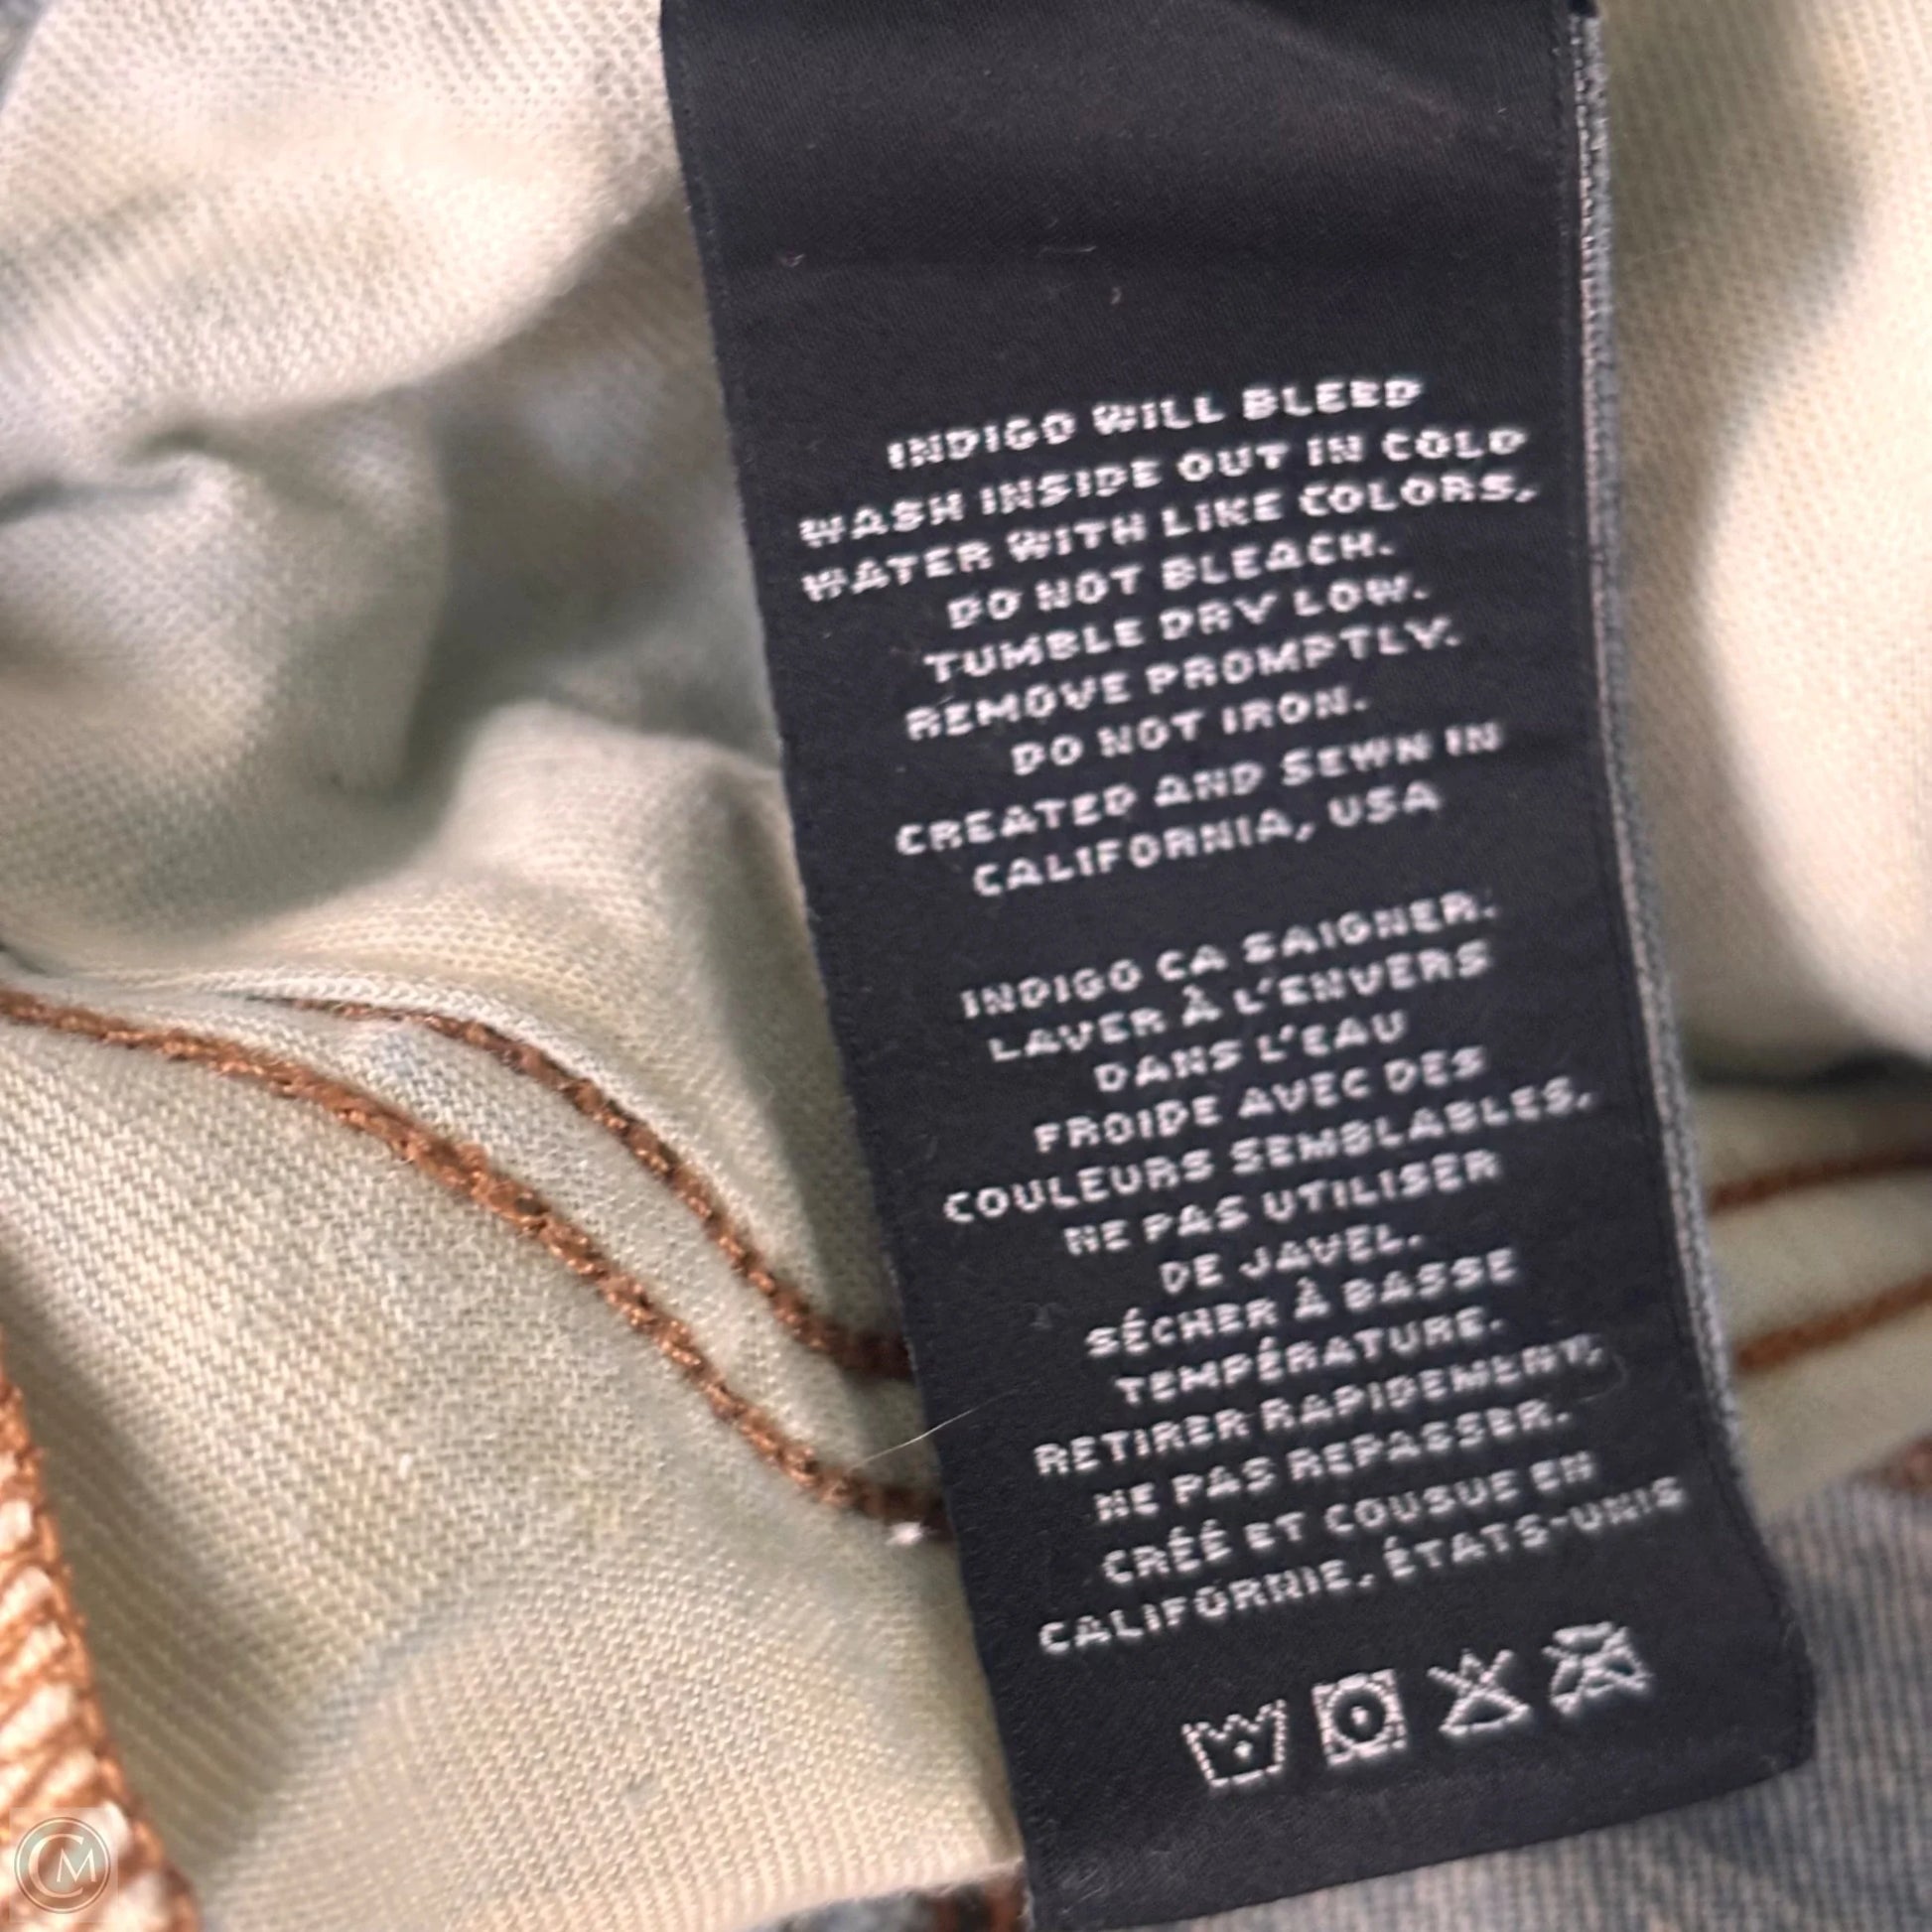 INDIGO WILL BLEED
WASH INSIDE OUT IN COLD
WATER WITH LIKE COLORS,
DO NOT BLEACH.
TUMBLE DRY LOW.
REMOVE PROMPTLY.
DO NOT IRON.
CREATED AND SEWN IN
CALIFORNIA, USA
INDIGO CA SAIGNER.
LAVER À L'ENVERS
DANS L'EAU
FROIDE AVEC DES
COULEURS SEMBLABLES.
NE PAS UTILISER
DE JAVEL.
SÉCHER À BASSE
TEMPÉRATURE.
RETIRER RAPIDEMENT.
NE PAS REPASSER.
CRÉÉ ET COUSUE EN
CALIFORNIE, ÉTATS-UNIS
CM